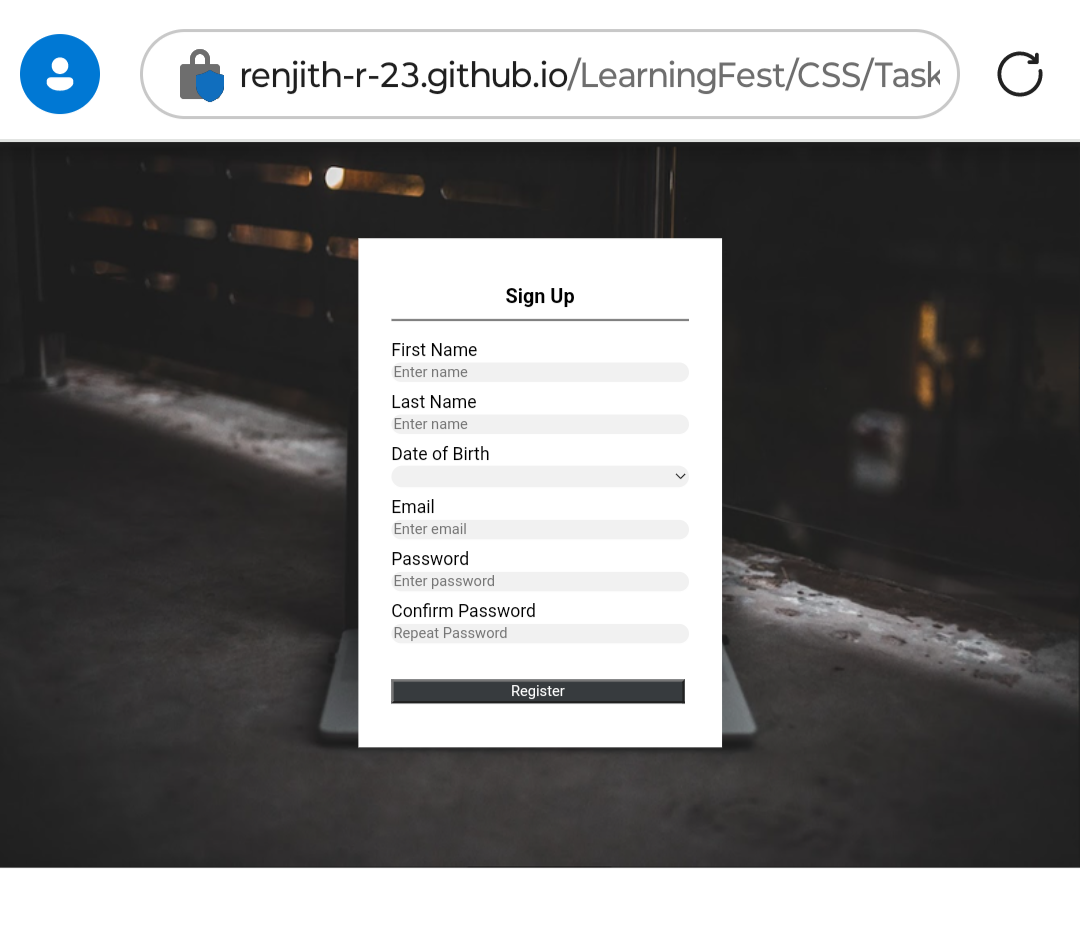 renjith-r-23.github.io/LearningFest/CSS/Task
Sign Up
First Name
Enter name
Last Name
Enter name
Date of Birth
Email
Enter email
Password
Enter password
Confirm Password
Repeat Password
Register